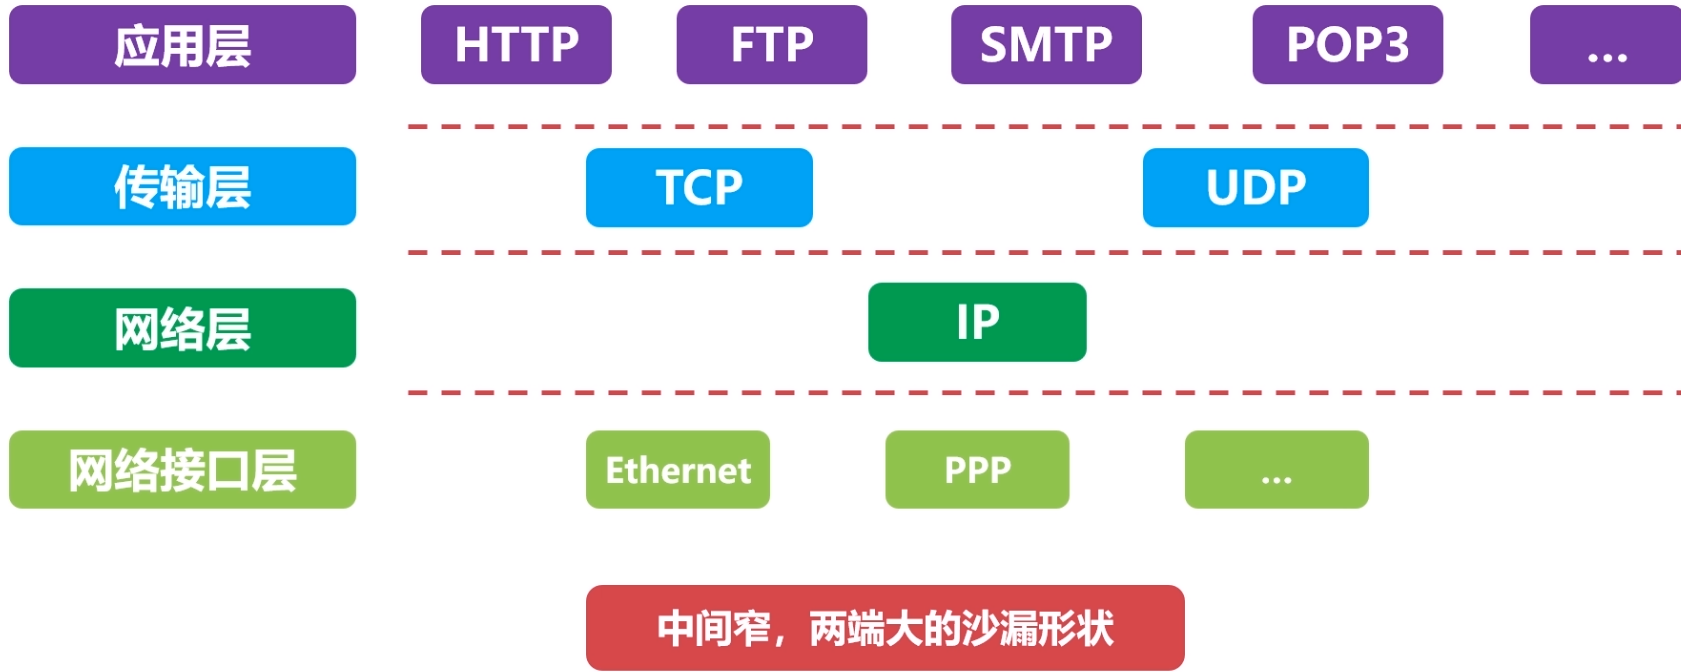 应用层 HTTP FTP SMTP POP3 ...
传输层 TCP UDP
网络层 IP
网络接口层 Ethernet PPP ...
中间窄，两端大的沙漏形状